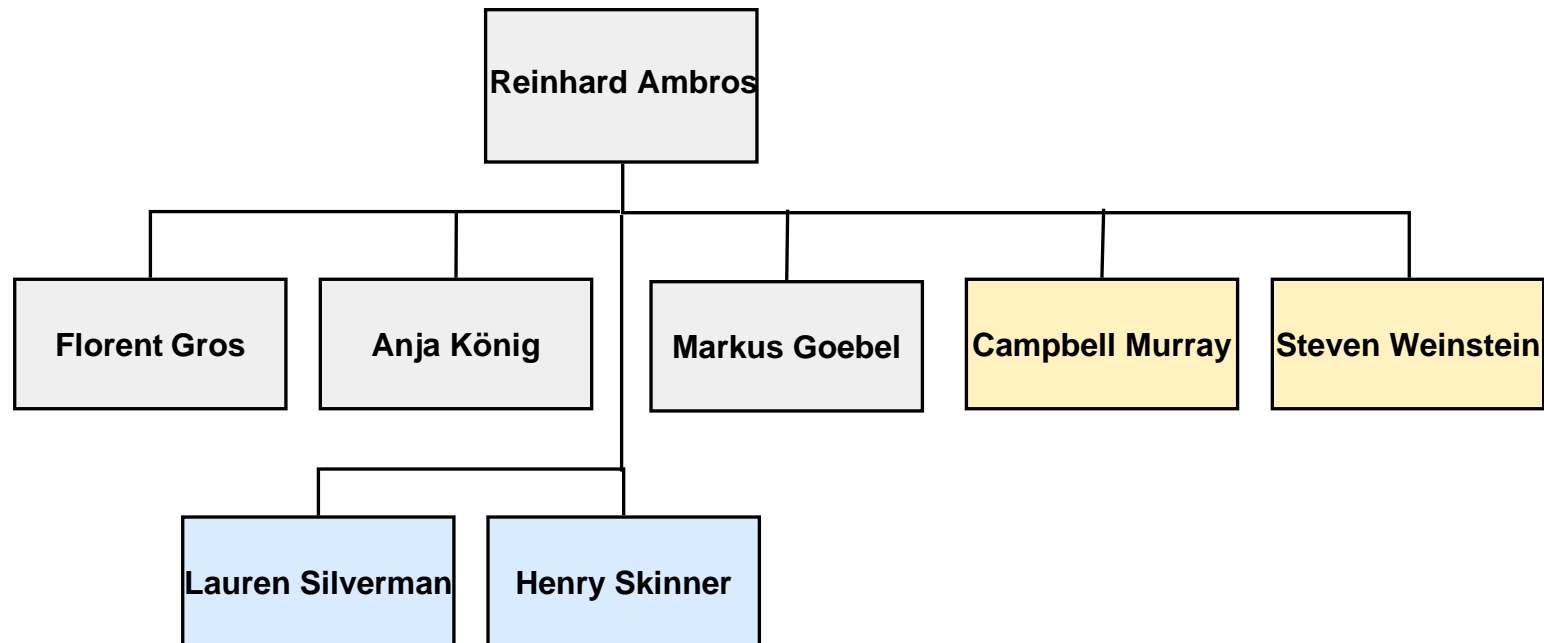 Reinhard Ambros
Florent Gros
Anja König
Markus Goebel
Campbell Murray
Steven Weinstein
Lauren Silverman
Henry Skinner